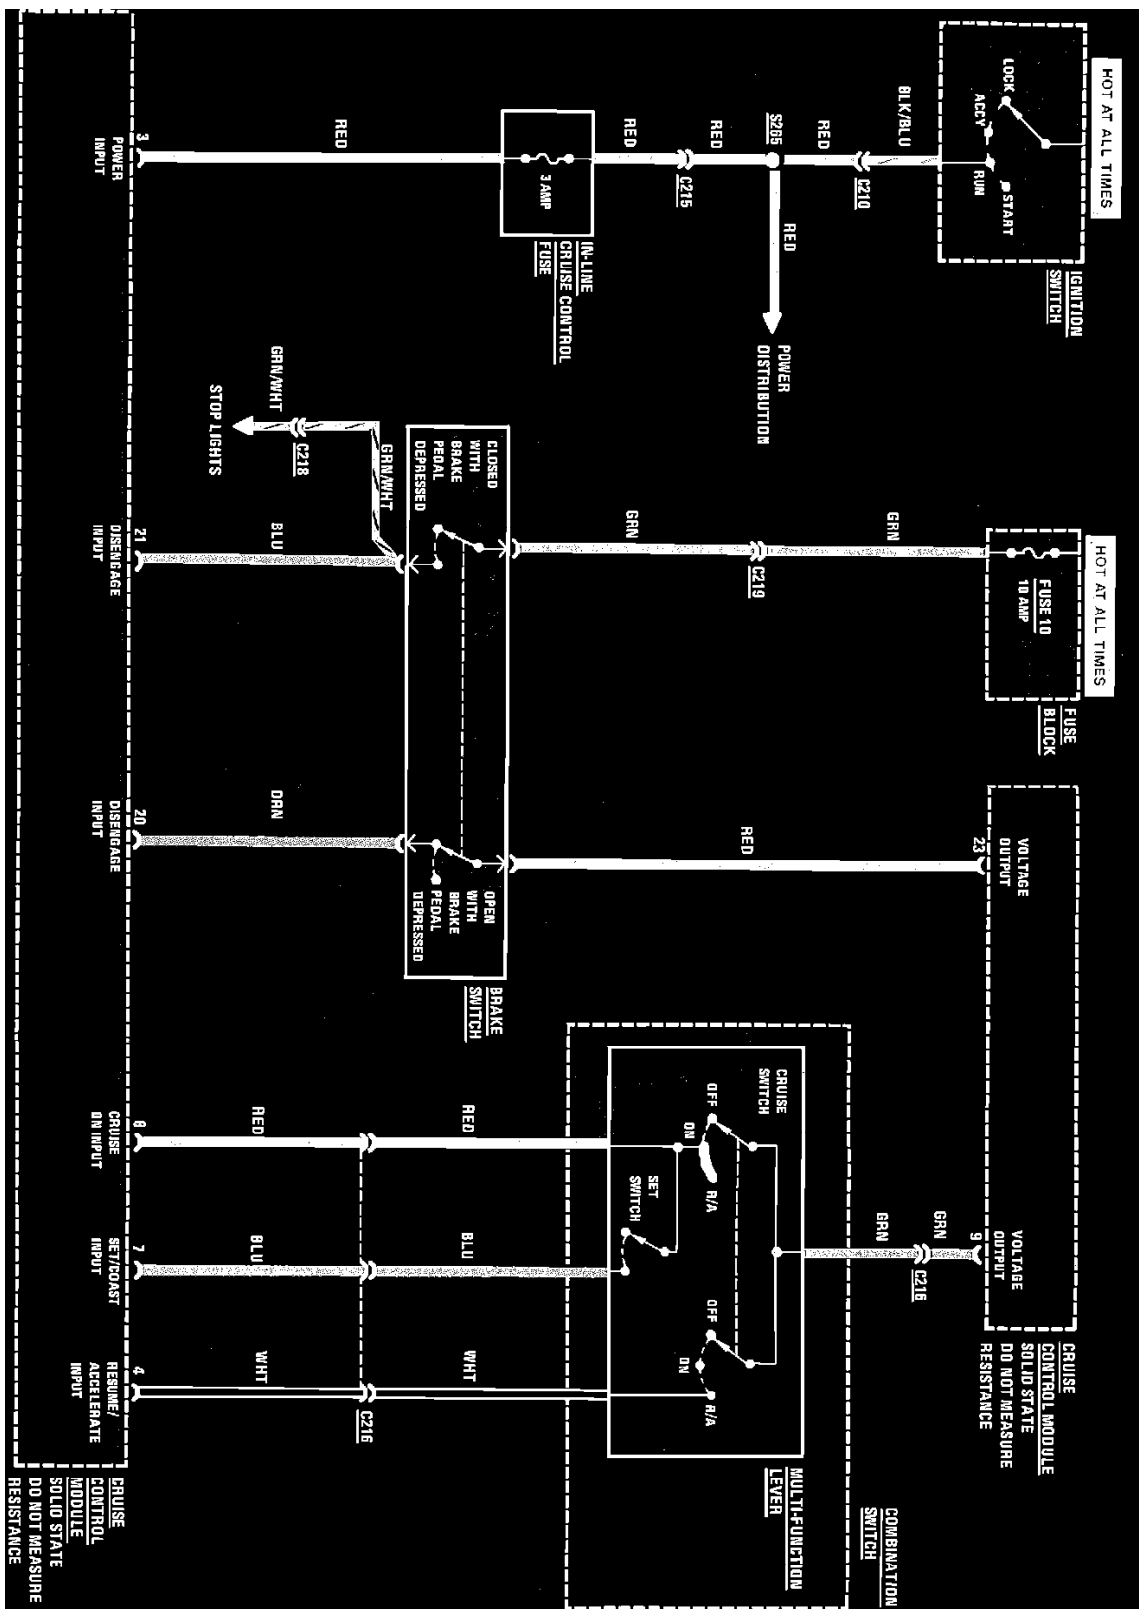 HOT AT ALL TIMES
LOCK
ACCY
RUN
START
IGNITION
SWITCH
BLK/BLU
C210
RED
S265
RED
POWER
DISTRIBUTION
RED
C215
RED
3 AMP
IN-LINE
CRUISE CONTROL
FUSE
RED
3
POWER
INPUT
HOT AT ALL TIMES
FUSE 10
10 AMP
FUSE
BLOCK
GRN
C219
GRN
CLOSED
WITH
BRAKE
PEDAL
DEPRESSED
GRN/WHT
GRN/WHT
C218
STOP LIGHTS
BLU
21
DISENGAGE
INPUT
VOLTAGE
OUTPUT
23
RED
OPEN
WITH
BRAKE
PEDAL
DEPRESSED
BRAKE
SWITCH
ORN
20
DISENGAGE
INPUT
VOLTAGE
OUTPUT
9
CRUISE
CONTROL MODULE
SOLID STATE
DO NOT MEASURE
RESISTANCE
GRN
C216
GRN
COMBINATION
SWITCH
MULTI-FUNCTION
LEVER
CRUISE
SWITCH
OFF
ON
R/A
SET
SWITCH
OFF
ON
R/A
RED
BLU
WHT
C216
RED
BLU
WHT
8
CRUISE
ON INPUT
7
SET/COAST
INPUT
4
RESUME/
ACCELERATE
INPUT
CRUISE
CONTROL
MODULE
SOLID STATE
DO NOT MEASURE
RESISTANCE